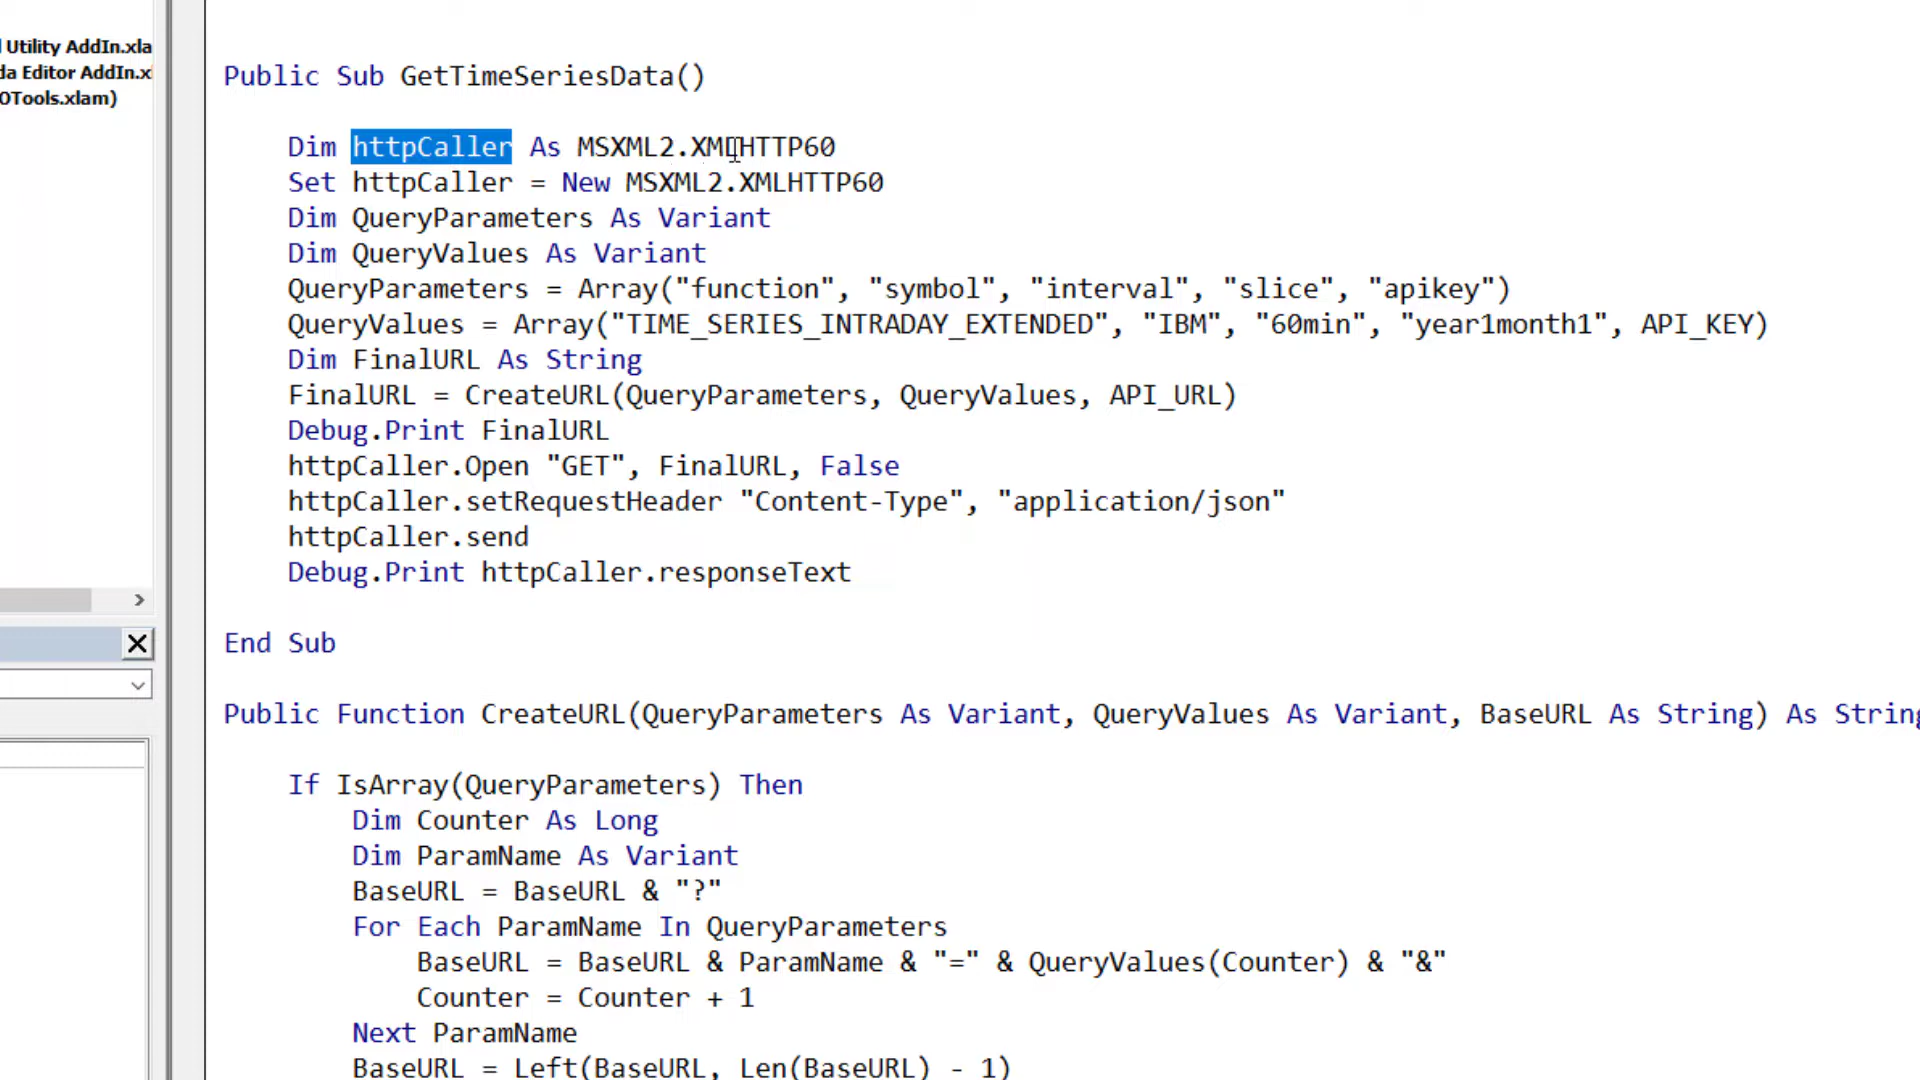 l Utility AddIn.xla
da Editor AddIn.x
OTools.xlam)
Public Sub GetTimeSeriesData()
Dim httpCaller As MSXML2.XMLHTTP60
Set httpCaller = New MSXML2.XMLHTTP60
Dim QueryParameters As Variant
Dim QueryValues As Variant
QueryParameters = Array("function", "symbol", "interval", "slice", "apikey")
QueryValues = Array("TIME_SERIES_INTRADAY_EXTENDED", "IBM", "60min", "year1month1", API_KEY)
Dim FinalURL As String
FinalURL = CreateURL(QueryParameters, QueryValues, API_URL)
Debug.Print FinalURL
httpCaller.Open "GET", FinalURL, False
httpCaller.setRequestHeader "Content-Type", "application/json"
httpCaller.send
Debug.Print httpCaller.responseText
End Sub
Public Function CreateURL(QueryParameters As Variant, QueryValues As Variant, BaseURL As String) As String
If IsArray(QueryParameters) Then
Dim Counter As Long
Dim ParamName As Variant
BaseURL = BaseURL & "?"
For Each ParamName In QueryParameters
BaseURL = BaseURL & ParamName & "=" & QueryValues(Counter) & "&"
Counter = Counter + 1
Next ParamName
BaseURL = Left(BaseURL, Len(BaseURL) - 1)